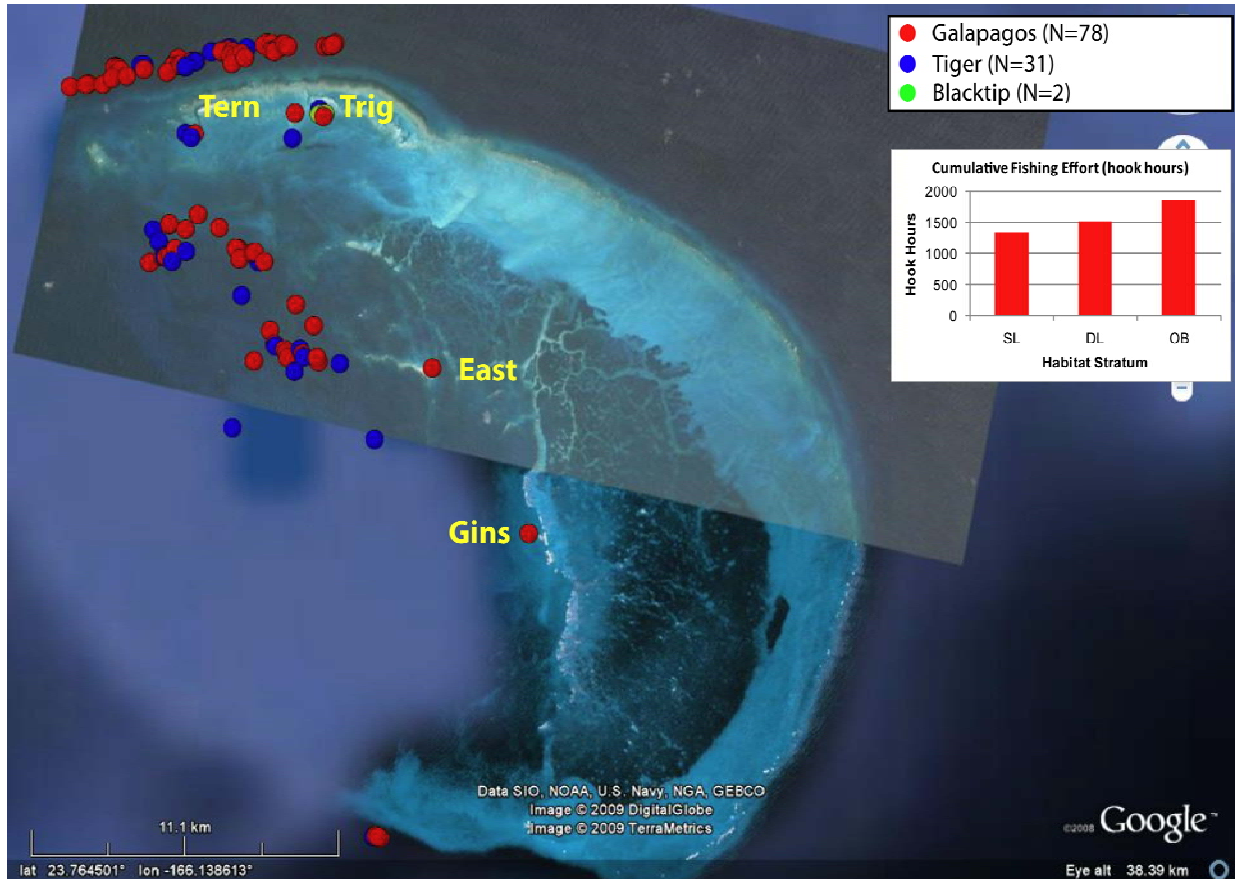 Galapagos (N=78)
Tiger (N=31)
Blacktip (N=2)
Tern
Trig
Cumulative Fishing Effort (hook hours)
Hook Hours
2000
1500
1000
500
0
SL DL OB
Habitat Stratum
East
Gins
Data SIO, NOAA, U.S. Navy, NGA, GEBCO
Image © 2009 DigitalGlobe
Image © 2009 TerraMetrics
11.1 km
©2008 Google™
lat 23.764501° lon -166.138613°
Eye alt 38.39 km